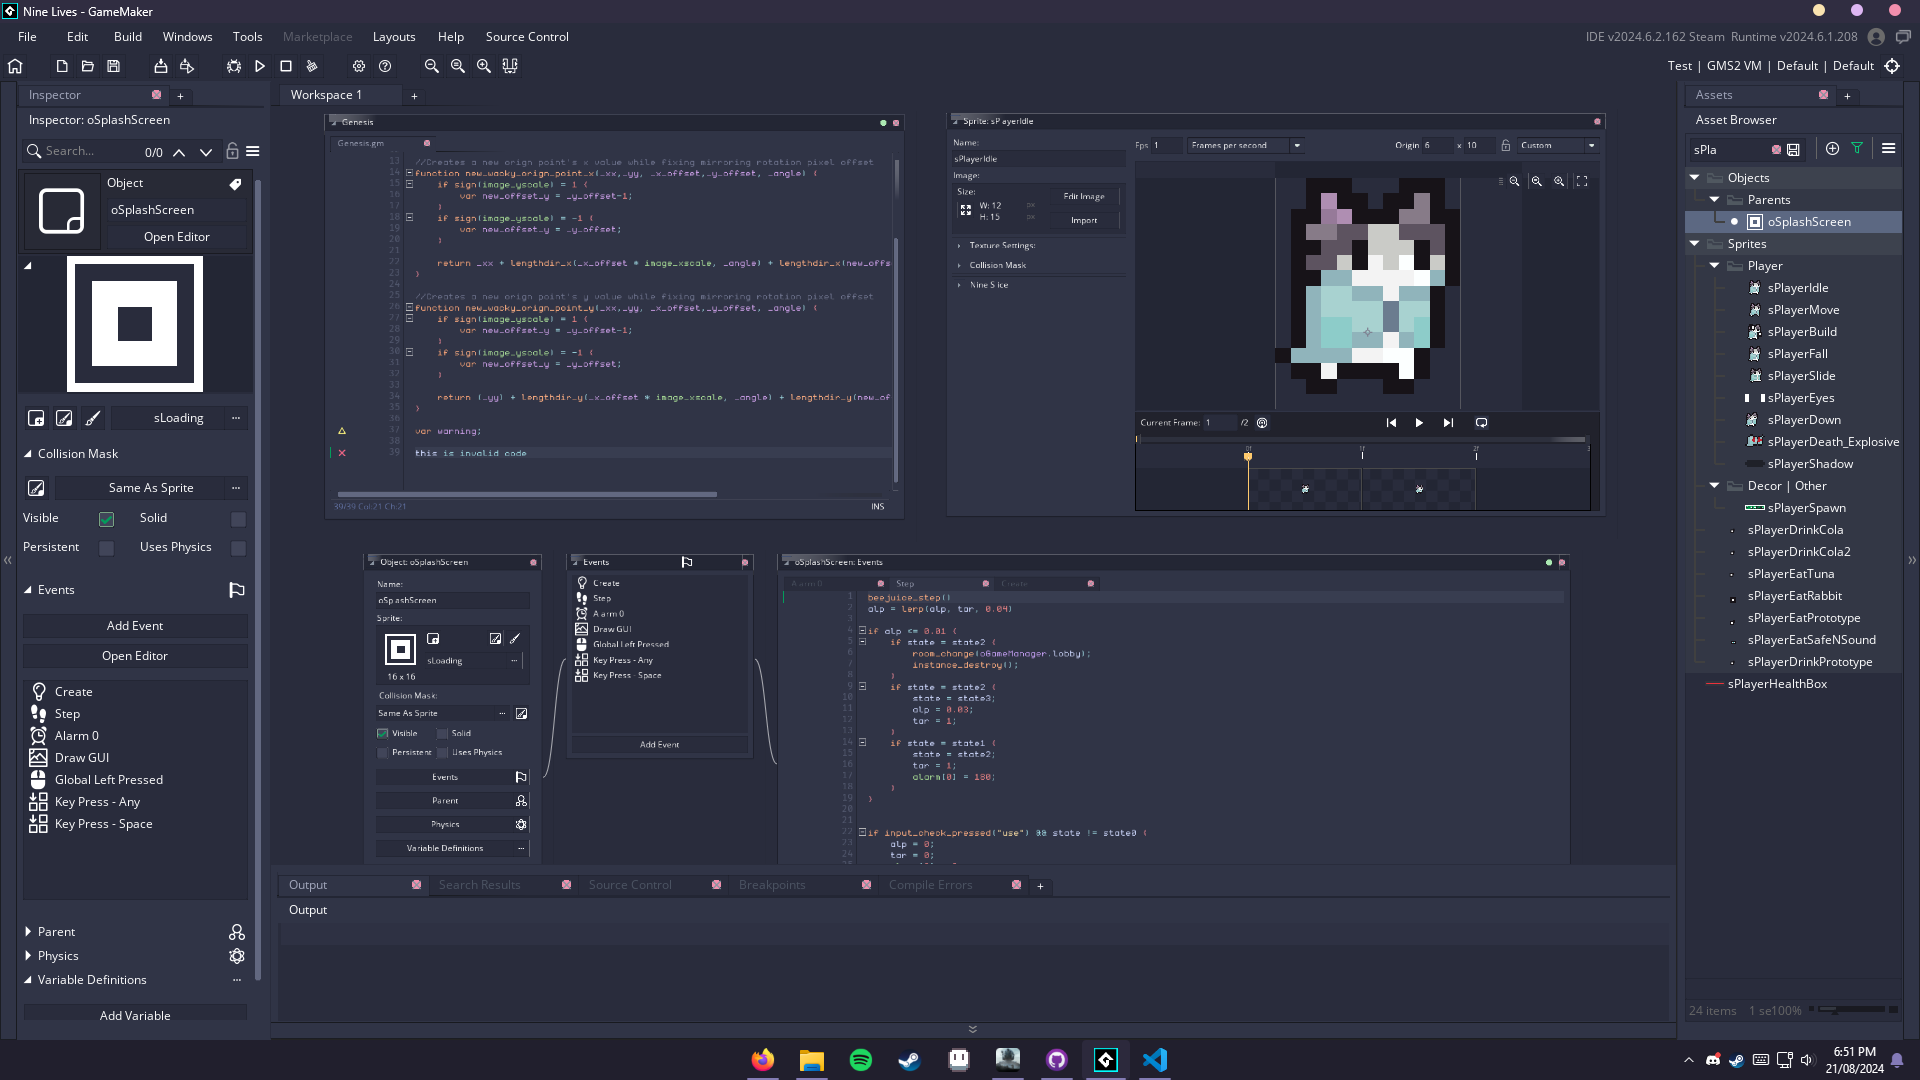 Nine Lives - GameMaker
File Edit Build Windows Tools Marketplace Layouts Help Source Control
IDE v2024.6.2.162 Steam Runtime v2024.6.1.208
Test | GMS2 VM | Default | Default
Inspector
Inspector: oSplashScreen
Search... 0/0
Object
oSplashScreen
Open Editor
sLoading ...
Collision Mask
Same As Sprite ...
Visible Solid
Persistent Uses Physics
Events
Add Event
Open Editor
Create
Step
Alarm 0
Draw GUI
Global Left Pressed
Key Press - Any
Key Press - Space
Parent
Physics
Variable Definitions ...
Add Variable
Workspace 1
Genesis
Genesis.gm
13 //Creates a new orign point's x value while fixing mirroring rotation pixel offset
14 function new_wacky_orign_point_x(_xx,_yy, _x_offset,_y_offset, _angle) {
15 if sign(image_yscale) = 1 {
16 var new_offset_y = _y_offset-1;
17 }
18 if sign(image_yscale) = -1 {
19 var new_offset_y = _y_offset;
20 }
21
22 return _xx + lengthdir_x(_x_offset * image_xscale, _angle) + lengthdir_x(new_offs
23 }
24
25 //Creates a new orign point's y value while fixing mirroring rotation pixel offset
26 function new_wacky_orign_point_y(_xx,_yy, _x_offset,_y_offset, _angle) {
27 if sign(image_yscale) = 1 {
28 var new_offset_y = _y_offset-1;
29 }
30 if sign(image_yscale) = -1 {
31 var new_offset_y = _y_offset;
32 }
33
34 return (_yy) + lengthdir_y(_x_offset * image_xscale, _angle) + lengthdir_y(new_of
35 }
36
37 var warning;
38
39 this is invalid code
39/39 Col:21 Ch:21 INS
Sprite: sPlayerIdle
Name:
sPlayerIdle
Image:
Size:
W: 12 px
H: 15 px
Edit Image
Import
Texture Settings:
Collision Mask
Nine Slice
Fps 1 Frames per second Origin 6 x 10 Custom
Current Frame: 1 /2
0f 1f 2f
Object: oSplashScreen
Name:
oSplashScreen
Sprite:
sLoading ...
16 x 16
Collision Mask:
Same As Sprite ...
Visible Solid
Persistent Uses Physics
Events
Parent
Physics
Variable Definitions ...
Events
Create
Step
Alarm 0
Draw GUI
Global Left Pressed
Key Press - Any
Key Press - Space
Add Event
oSplashScreen: Events
Alarm 0 Step Create
1 beejuice_step()
2 alp = lerp(alp, tar, 0.04)
3
4 if alp <= 0.01 {
5 if state = state2 {
6 room_change(oGameManager.lobby);
7 instance_destroy();
8 }
9 if state = state2 {
10 state = state3;
11 alp = 0.03;
12 tar = 1;
13 }
14 if state = state1 {
15 state = state2;
16 tar = 1;
17 alarm[0] = 180;
18 }
19 }
20
21
22 if input_check_pressed("use") && state != state0 {
23 alp = 0;
24 tar = 0;
Output Search Results Source Control Breakpoints Compile Errors
Output
Assets
Asset Browser
sPla
Objects
Parents
oSplashScreen
Sprites
Player
sPlayerIdle
sPlayerMove
sPlayerBuild
sPlayerFall
sPlayerSlide
sPlayerEyes
sPlayerDown
sPlayerDeath_Explosive
sPlayerShadow
Decor | Other
sPlayerSpawn
sPlayerDrinkCola
sPlayerDrinkCola2
sPlayerEatTuna
sPlayerEatRabbit
sPlayerEatPrototype
sPlayerEatSafeNSound
sPlayerDrinkPrototype
sPlayerHealthBox
24 items 1 se100%
6:51 PM
21/08/2024